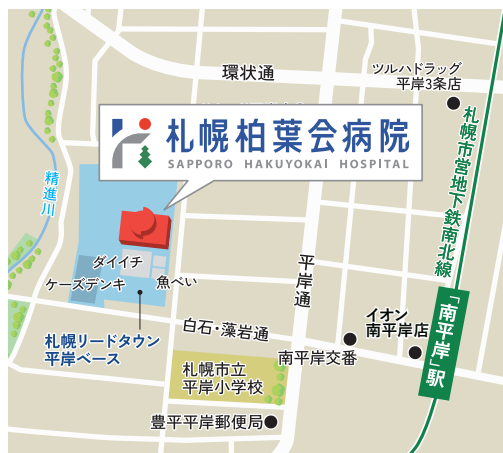 環状通
ツルハドラッグ
平岸3条店
札幌柏葉会病院
SAPPORO HAKUYOKAI HOSPITAL
札幌市営地下鉄南北線
精進川
平岸通
ダイイチ
ケーズデンキ
魚べい
「南平岸」駅
イオン
南平岸店
白石・藻岩通
札幌リードタウン
平岸ベース
南平岸交番
札幌市立
平岸小学校
豊平平岸郵便局